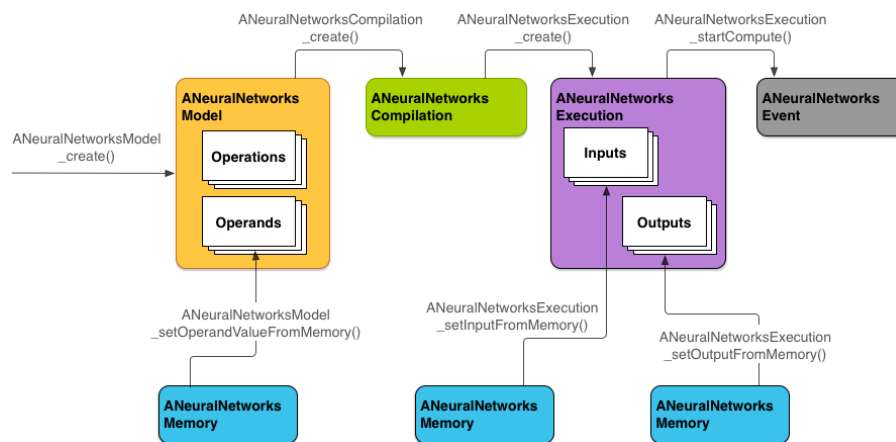 ANeuralNetworksCompilation
_create()
ANeuralNetworksExecution
_create()
ANeuralNetworksExecution
_startCompute()
ANeuralNetworksModel
_create()
ANeuralNetworks
Model
Operations
Operands
ANeuralNetworks
Compilation
ANeuralNetworks
Execution
Inputs
Outputs
ANeuralNetworks
Event
ANeuralNetworksModel
_setOperandValueFromMemory()
ANeuralNetworksExecution
_setInputFromMemory()
ANeuralNetworksExecution
_setOutputFromMemory()
ANeuralNetworks
Memory
ANeuralNetworks
Memory
ANeuralNetworks
Memory